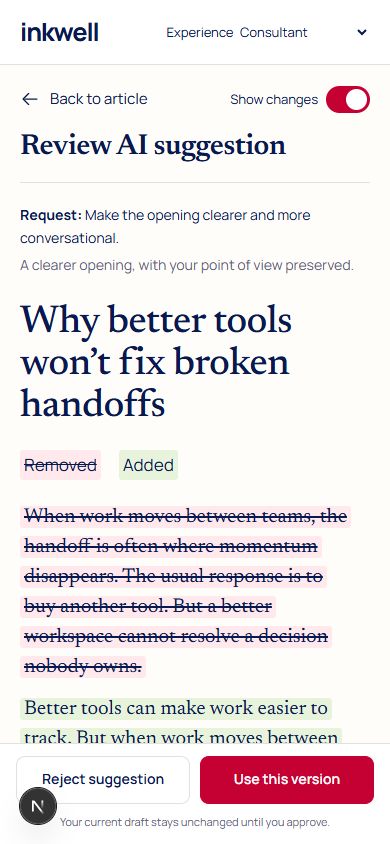 inkwell
Experience Consultant
Back to article
Show changes
Review AI suggestion
Request: Make the opening clearer and more
conversational.
A clearer opening, with your point of view preserved.
Why better tools
won’t fix broken
handoffs
Removed
Added
When work moves between teams, the
handoff is often where momentum
disappears. The usual response is to
buy another tool. But a better
workspace cannot resolve a decision
nobody owns.
Better tools can make work easier to
track. But when work moves between
Reject suggestion
Use this version
N
Your current draft stays unchanged until you approve.